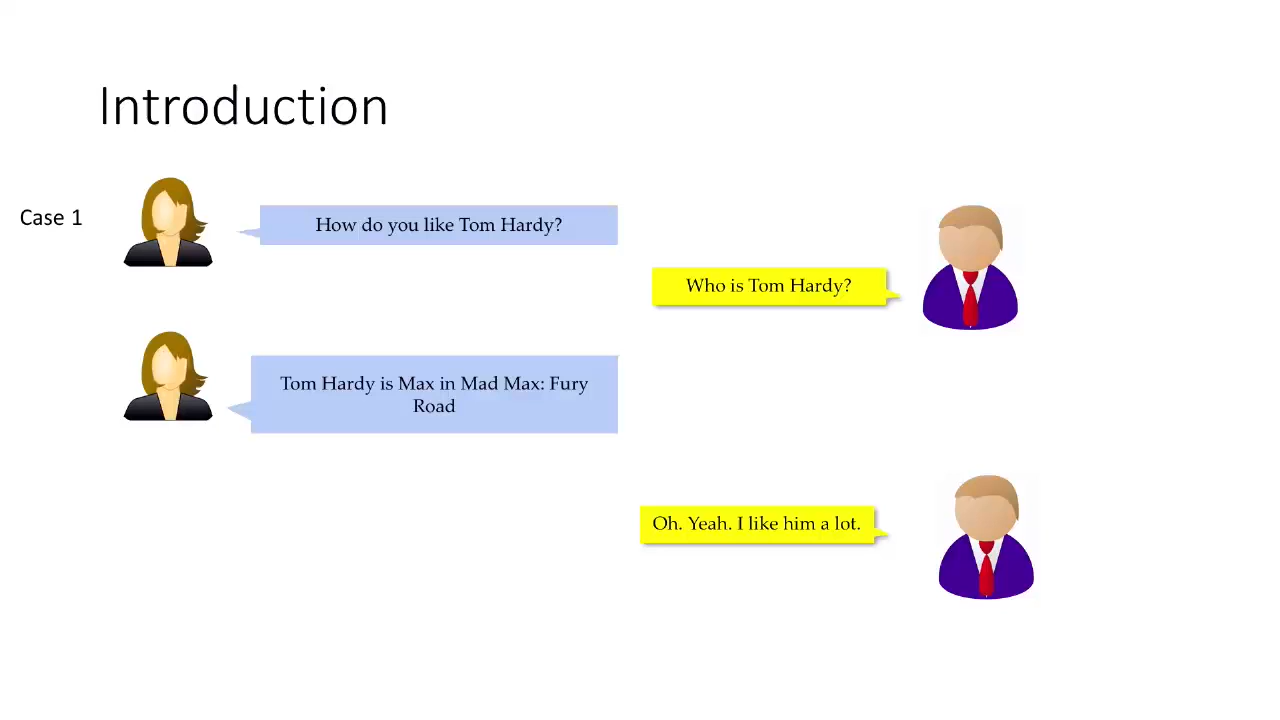 Introduction
Case 1
How do you like Tom Hardy?
Who is Tom Hardy?
Tom Hardy is Max in Mad Max: Fury
Road
Oh. Yeah. I like him a lot.